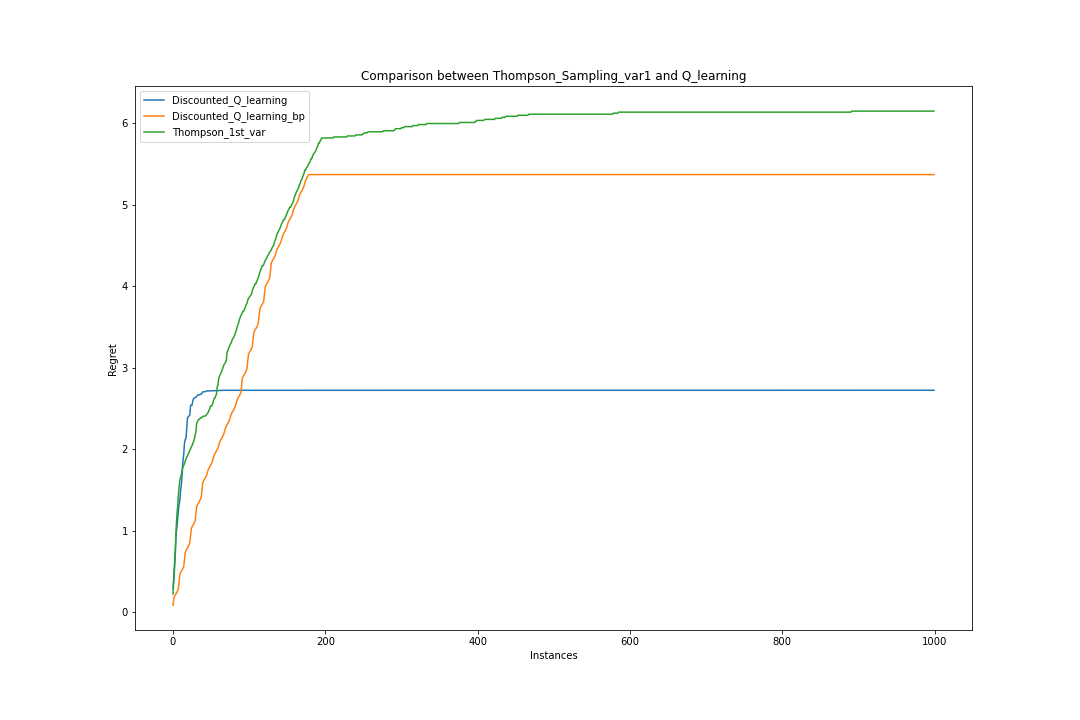 Comparison between Thompson_Sampling_var1 and Q_learning
Discounted_Q_learning
Discounted_Q_learning_bp
Thompson_1st_var
6
5
4
3
2
1
0
Regret
0 200 400 600 800 1000
Instances